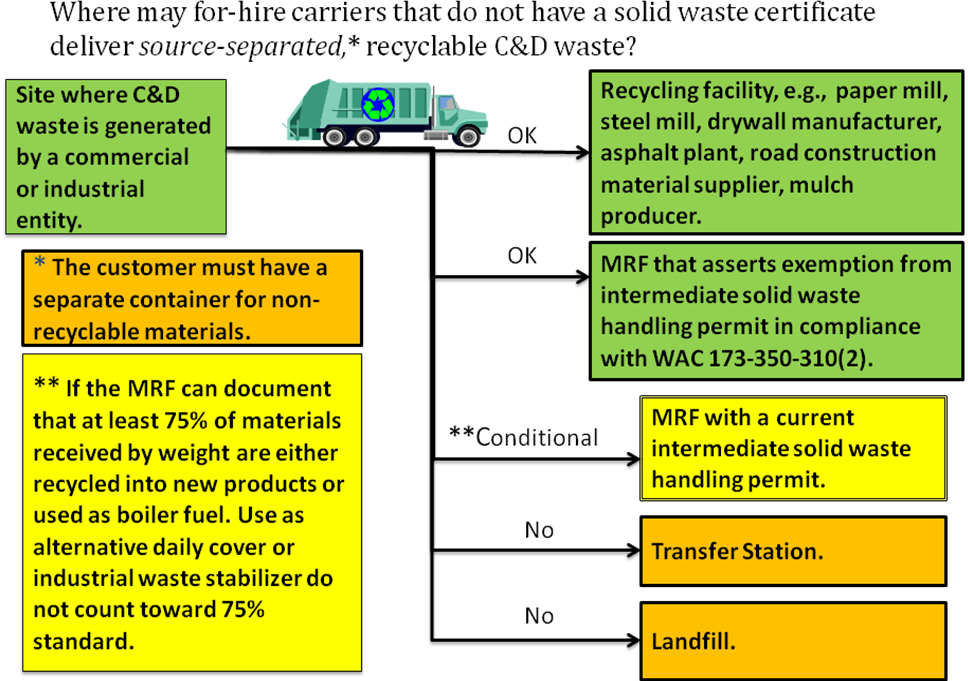 Where may for-hire carriers that do not have a solid waste certificate
deliver source-separated,* recyclable C&D waste?
Site where C&D
waste is generated
by a commercial
or industrial
entity.
OK
Recycling facility, e.g., paper mill,
steel mill, drywall manufacturer,
asphalt plant, road construction
material supplier, mulch
producer.
* The customer must have a
separate container for non-
recyclable materials.
OK
MRF that asserts exemption from
intermediate solid waste
handling permit in compliance
with WAC 173-350-310(2).
** If the MRF can document
that at least 75% of materials
received by weight are either
recycled into new products or
used as boiler fuel. Use as
alternative daily cover or
industrial waste stabilizer do
not count toward 75%
standard.
**Conditional
MRF with a current
intermediate solid waste
handling permit.
No
Transfer Station.
No
Landfill.